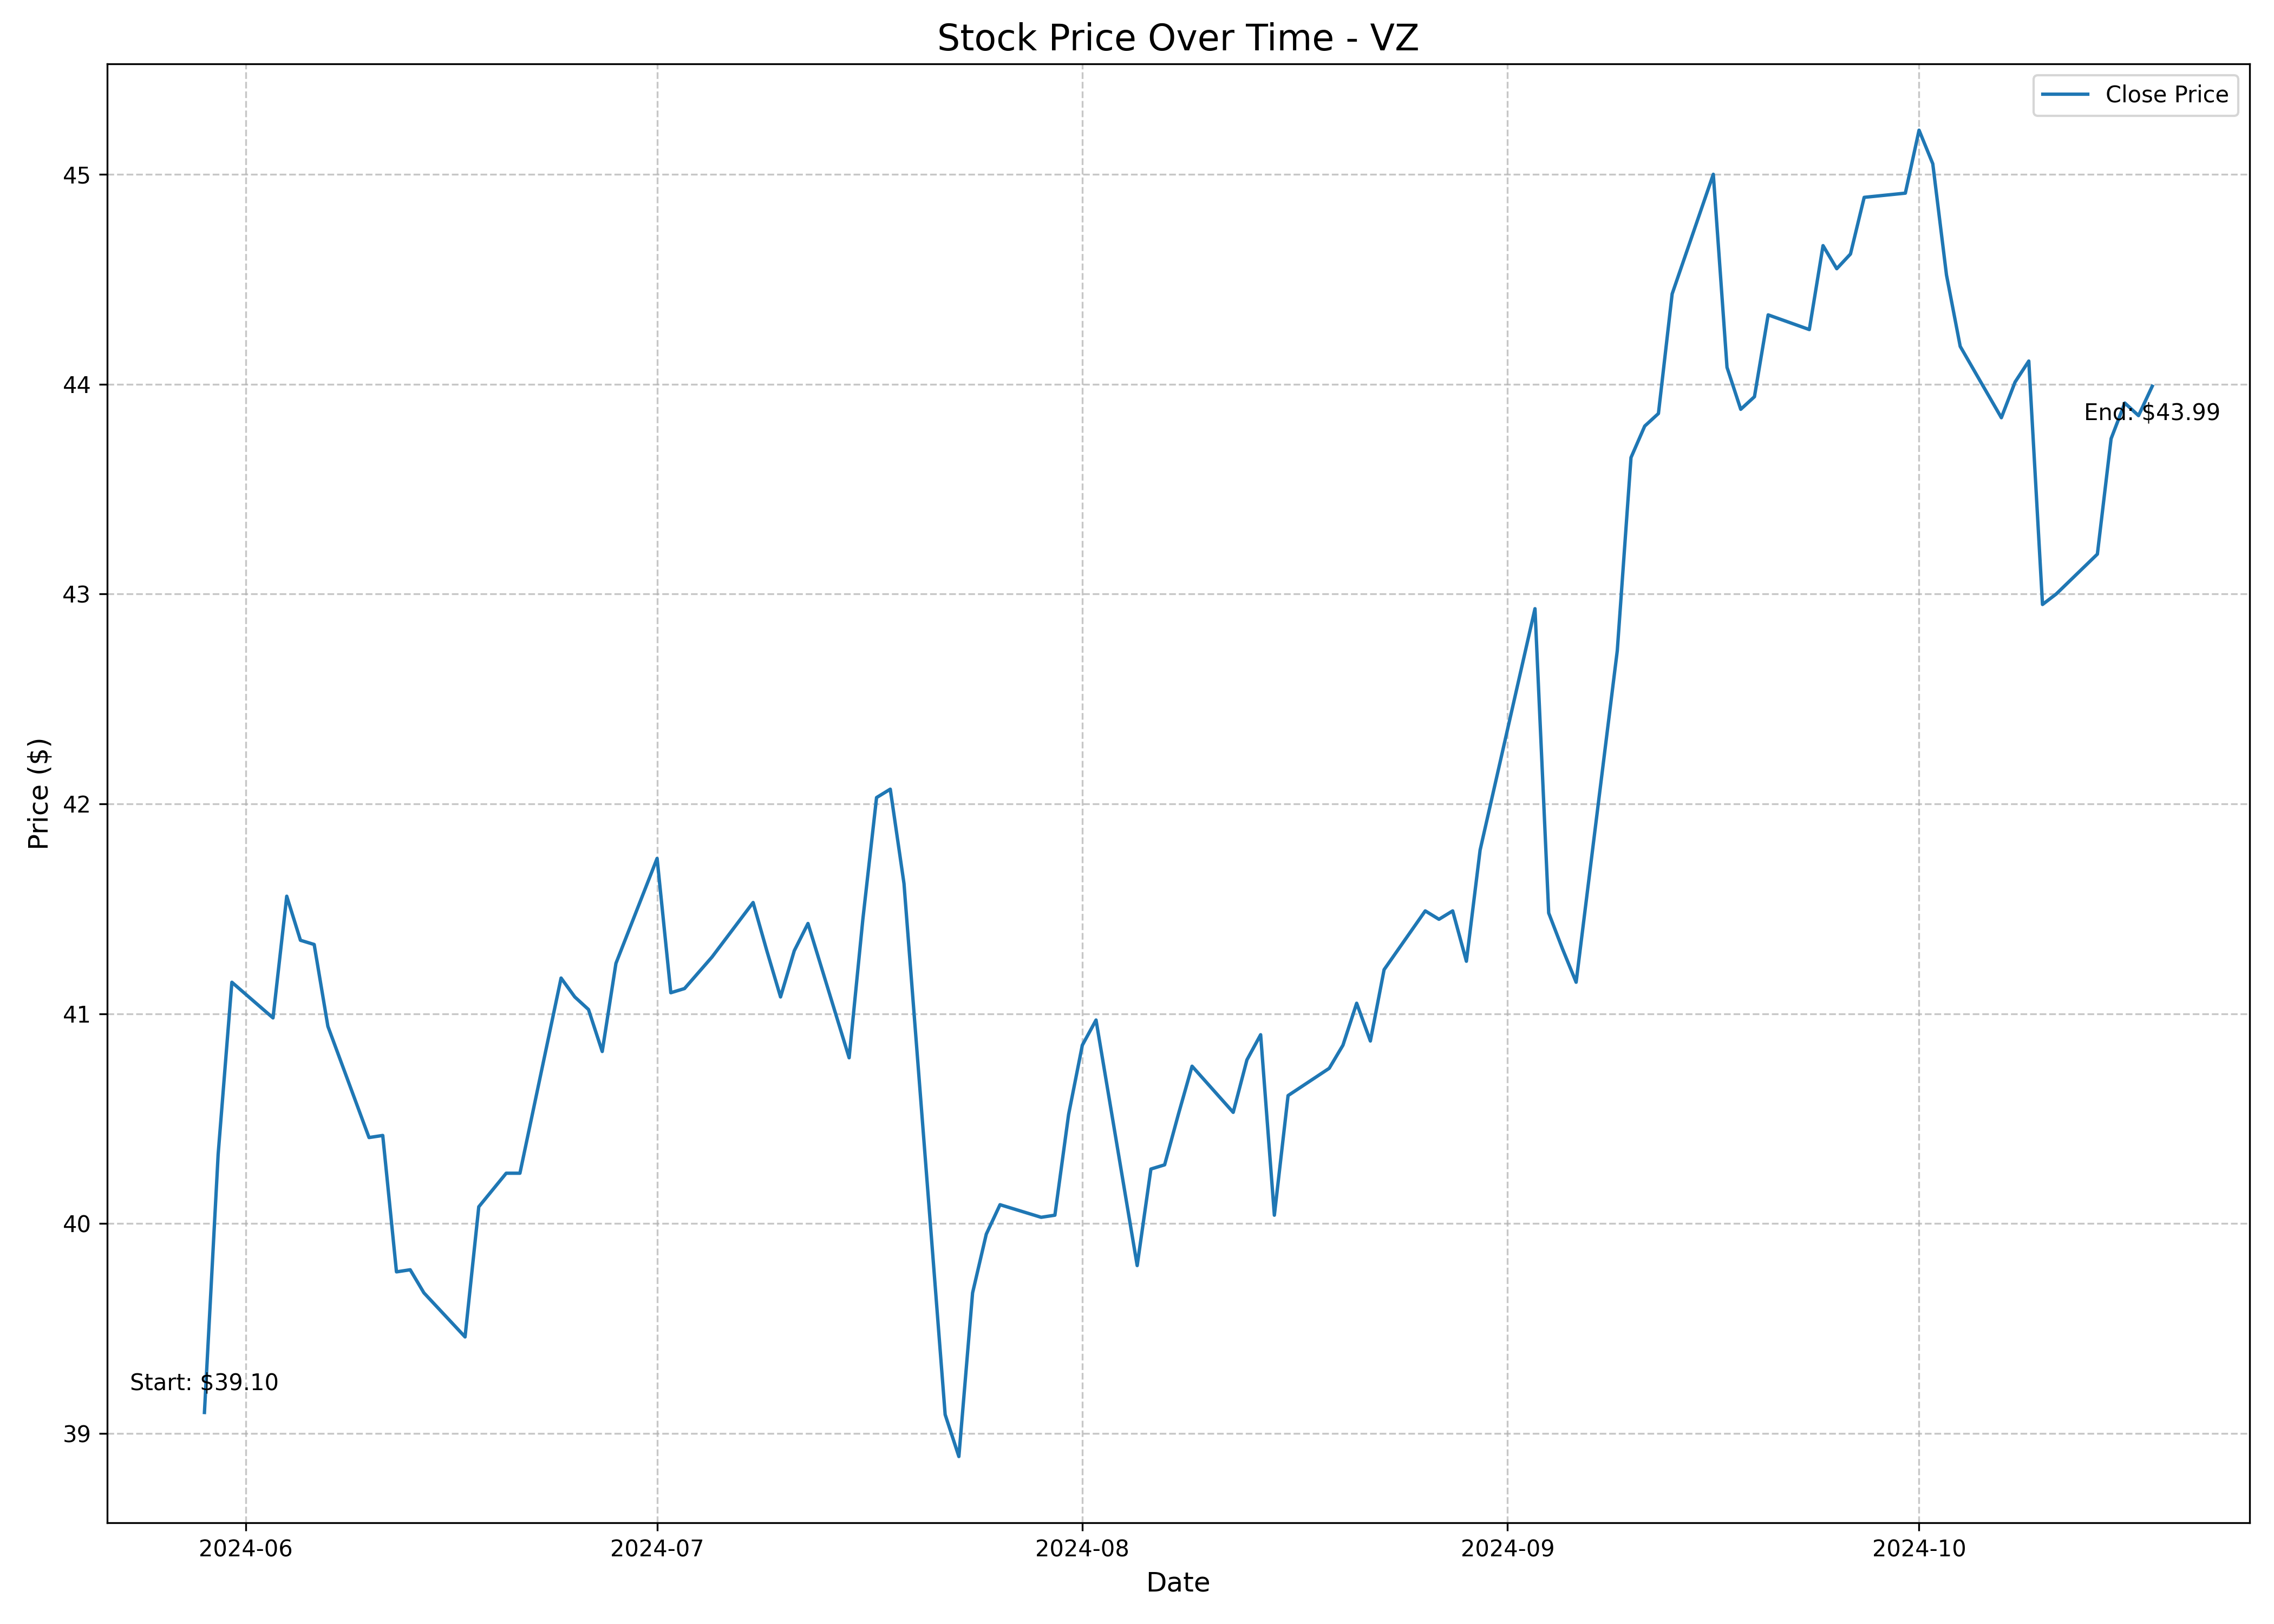 Stock Price Over Time - VZ
Close Price
45
44
43
42
41
40
39
Price ($)
Start: $39.10
End: $43.99
2024-06
2024-07
2024-08
2024-09
2024-10
Date